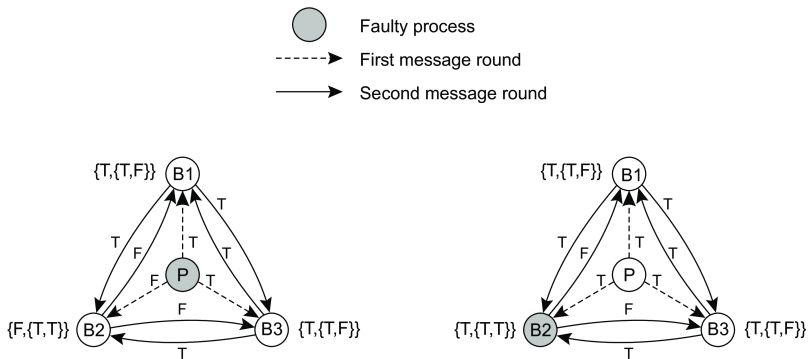 Faulty process
First message round
Second message round
{T,{T,F}} B1
T
T F T T
F P T
F
{F,{T,T}} B2 B3 {T,{T,F}}
T
{T,{T,F}} B1
T
T F T T
T P T
F
{T,{T,T}} B2 B3 {T,{T,F}}
T